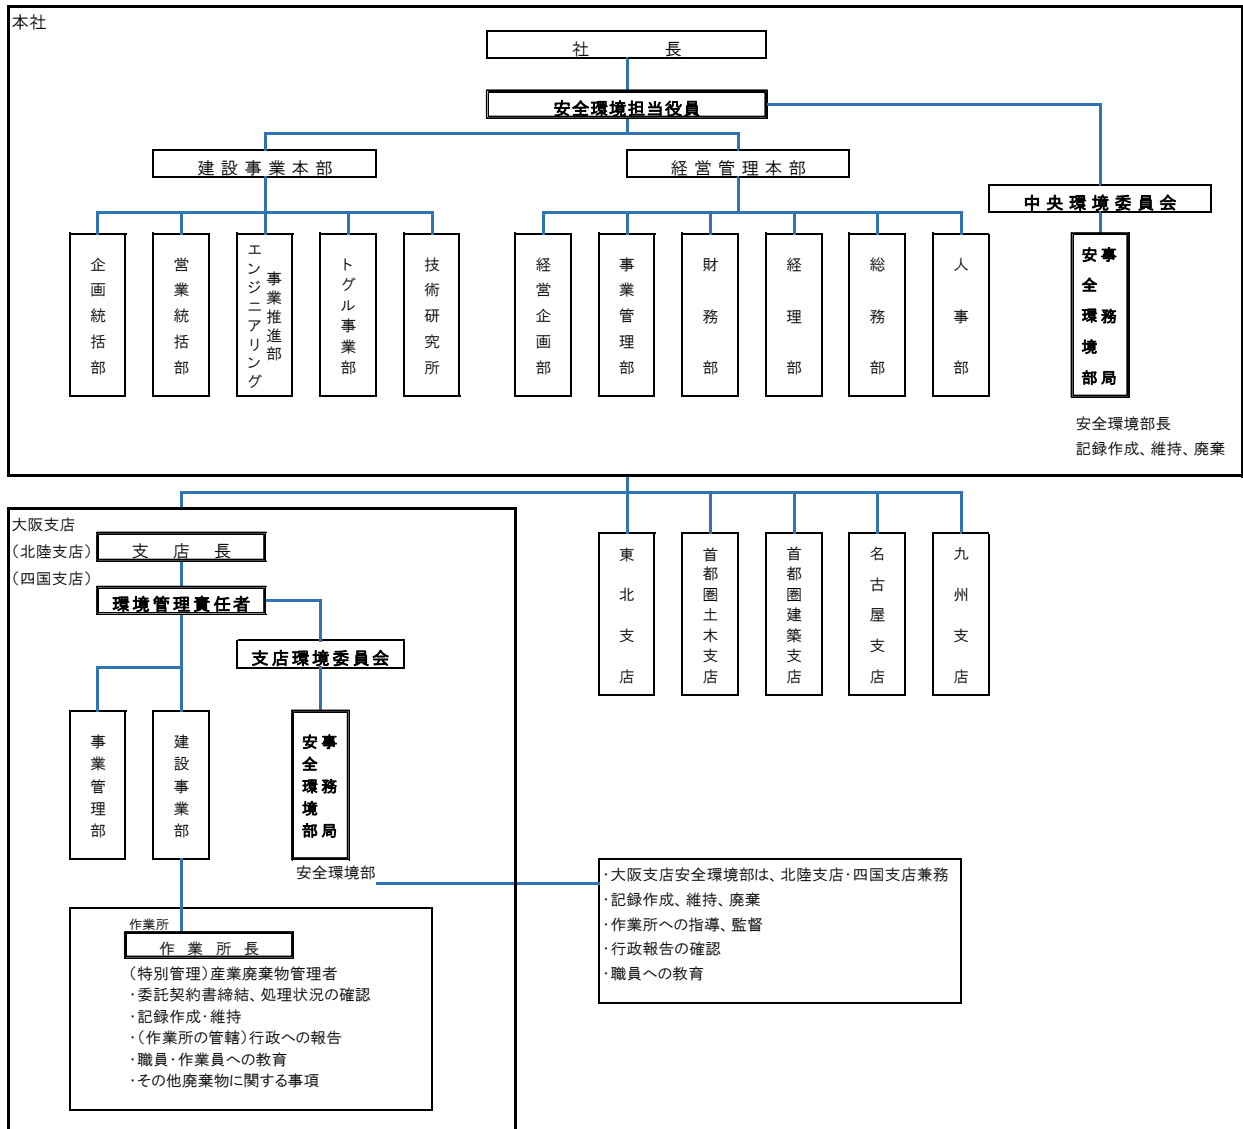 本社
社長
安全環境担当役員
建設事業本部
経営管理本部
中央環境委員会
企画統括部
営業統括部
エンジニアリング
事業推進部
トグル事業部
技術研究所
経営企画部
事業管理部
財務部
経理部
総務部
人事部
事務局
安全環境部
安全環境部長
記録作成、維持、廃棄
大阪支店
（北陸支店）
（四国支店）
支店長
環境管理責任者
支店環境委員会
事業管理部
建設事業部
事務局
安全環境部
安全環境部
東北支店
首都圏土木支店
首都圏建築支店
名古屋支店
九州支店
・大阪支店安全環境部は、北陸支店・四国支店兼務
・記録作成、維持、廃棄
・作業所への指導、監督
・行政報告の確認
・職員への教育
作業所
作業所長
（特別管理）産業廃棄物管理者
・委託契約書締結、処理状況の確認
・記録作成・維持
・（作業所の管轄）行政への報告
・職員・作業員への教育
・その他廃棄物に関する事項